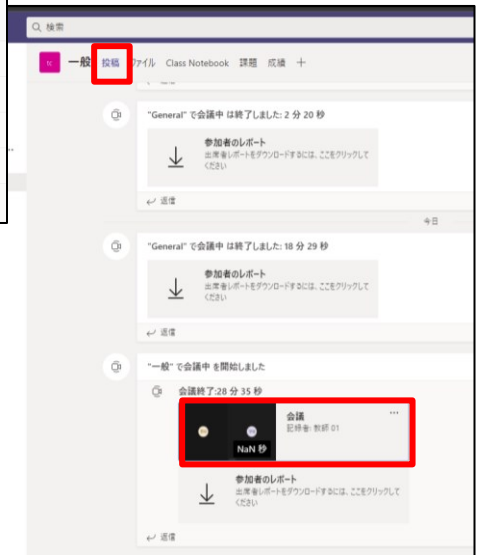 検索
一般 投稿 ファイル Class Notebook 課題 成績 +
"General" で会議中 は終了しました: 2 分 20 秒
参加者のレポート
出席者レポートをダウンロードするには、ここをクリックして
ください
返信
今日
"General" で会議中 は終了しました: 18 分 29 秒
参加者のレポート
出席者レポートをダウンロードするには、ここをクリックして
ください
返信
"一般" で会議中 を開始しました
会議終了:28 分 35 秒
会議
記録者: 教師 01
NaN 秒
参加者のレポート
出席者レポートをダウンロードするには、ここをクリックして
ください
返信